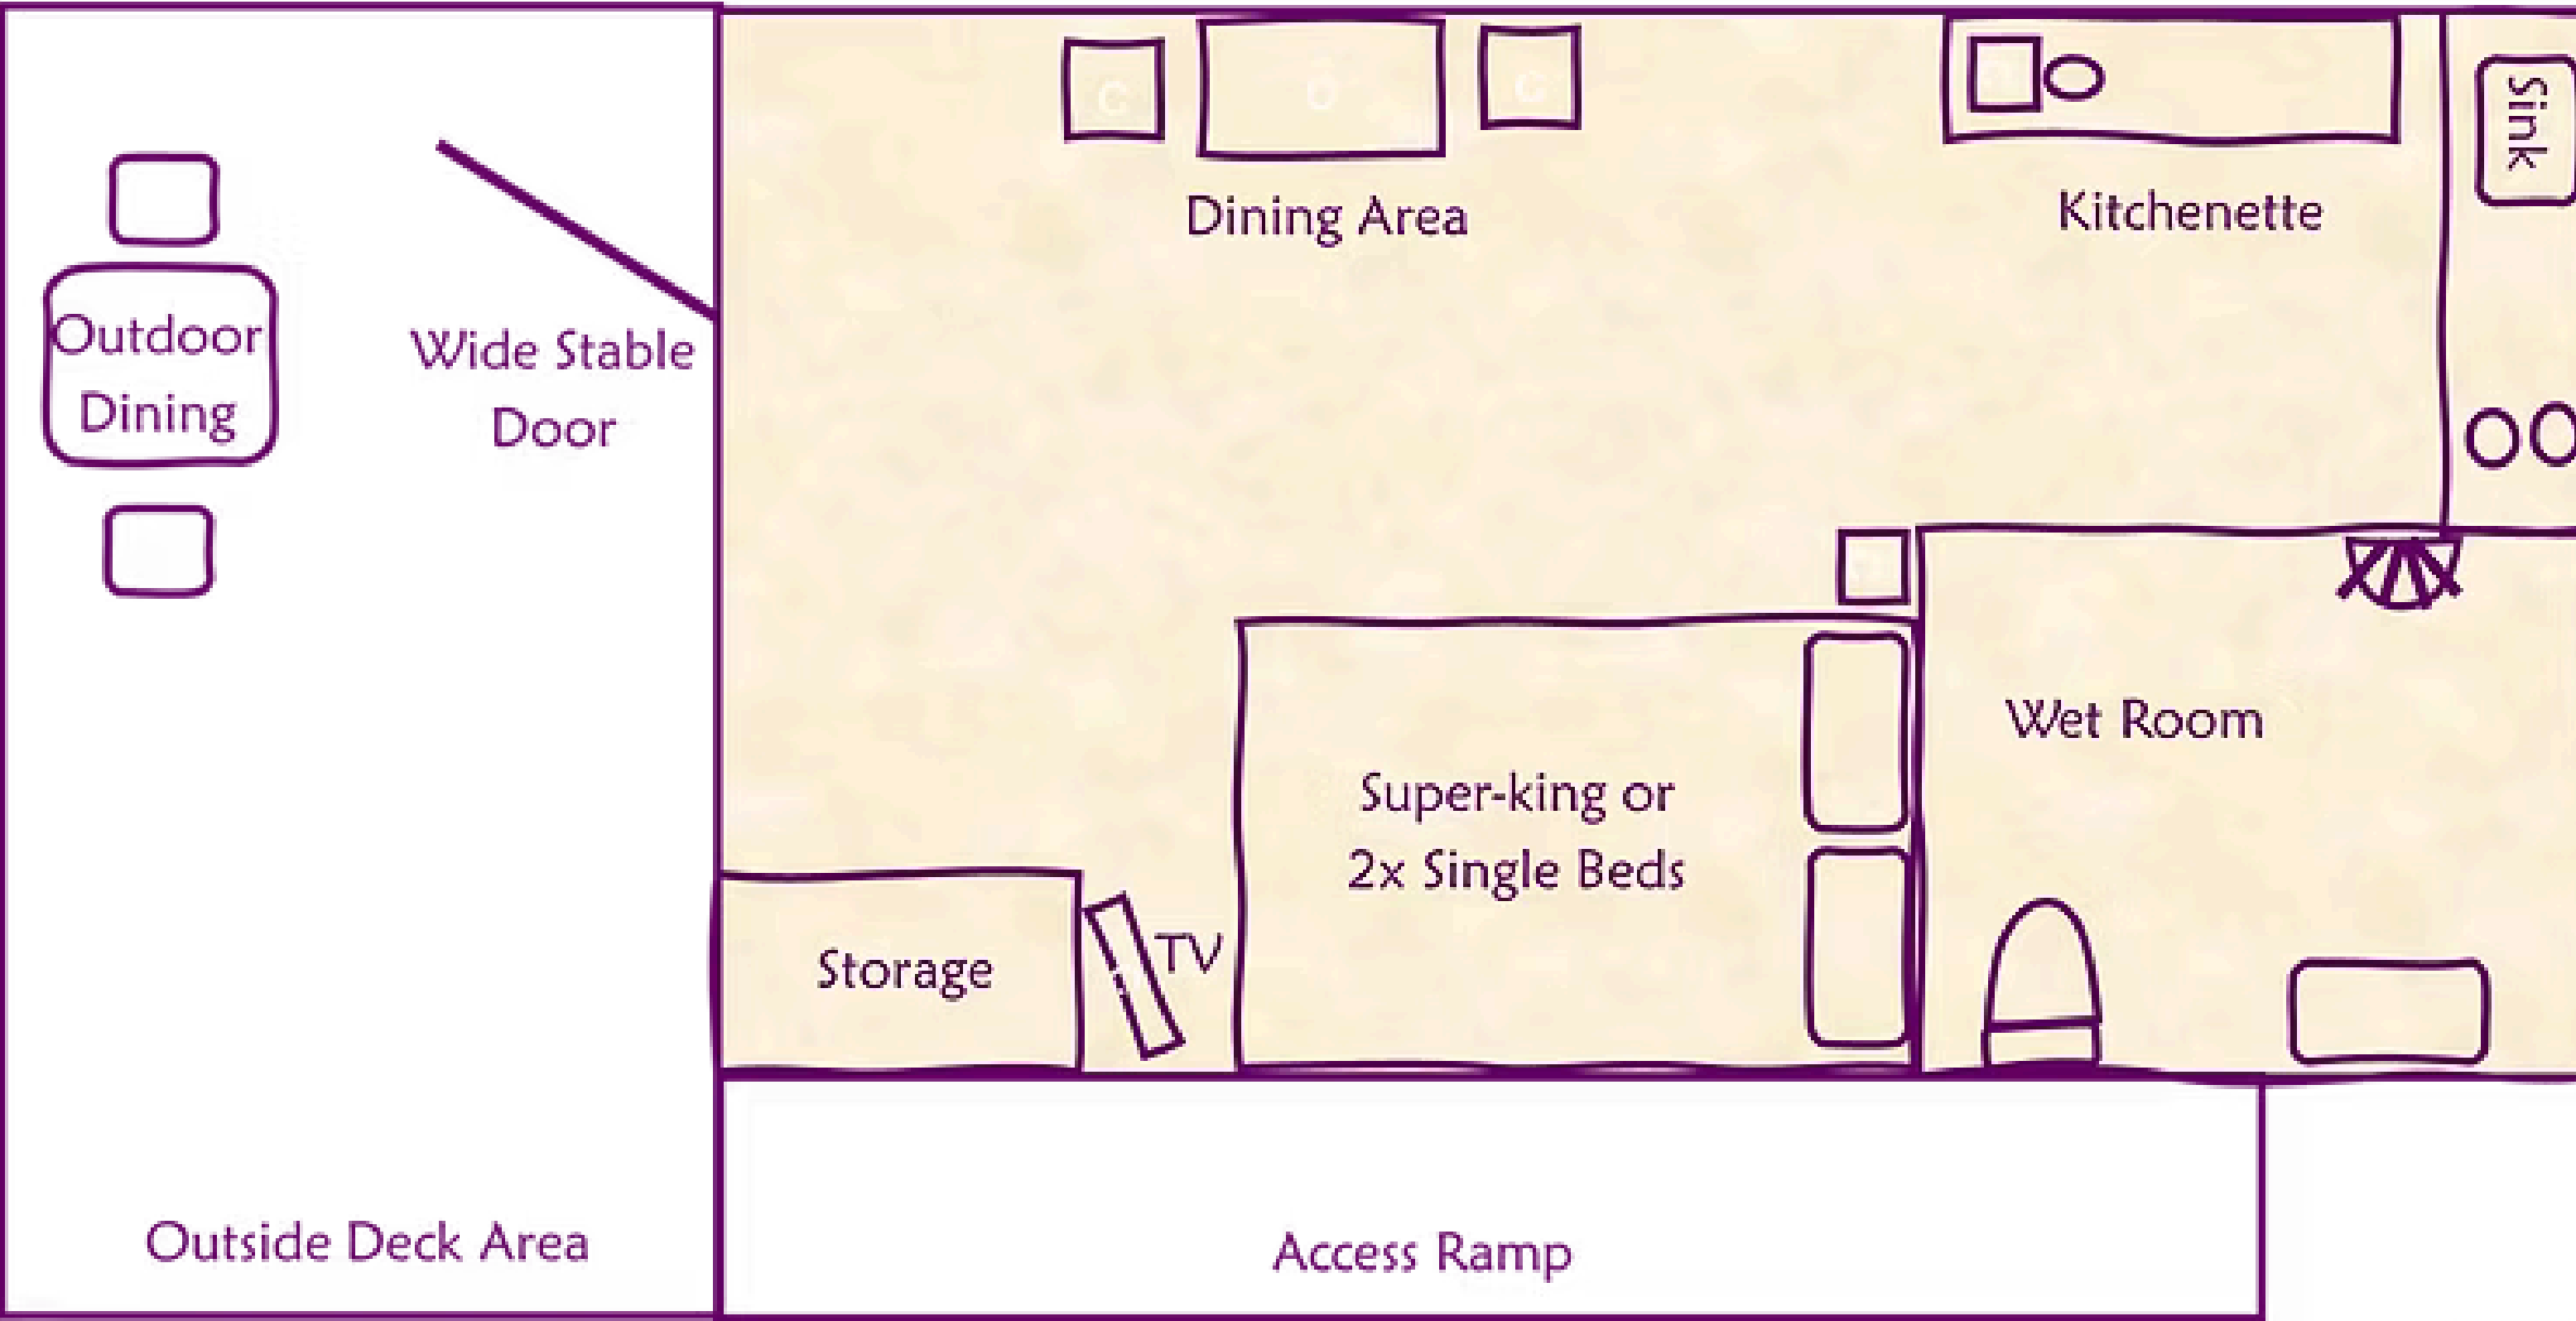 Sink
Dining Area
Kitchenette
Outdoor
Dining
Wide Stable
Door
Wet Room
Super-king or
2x Single Beds
Storage
TV
Outside Deck Area
Access Ramp
C
C